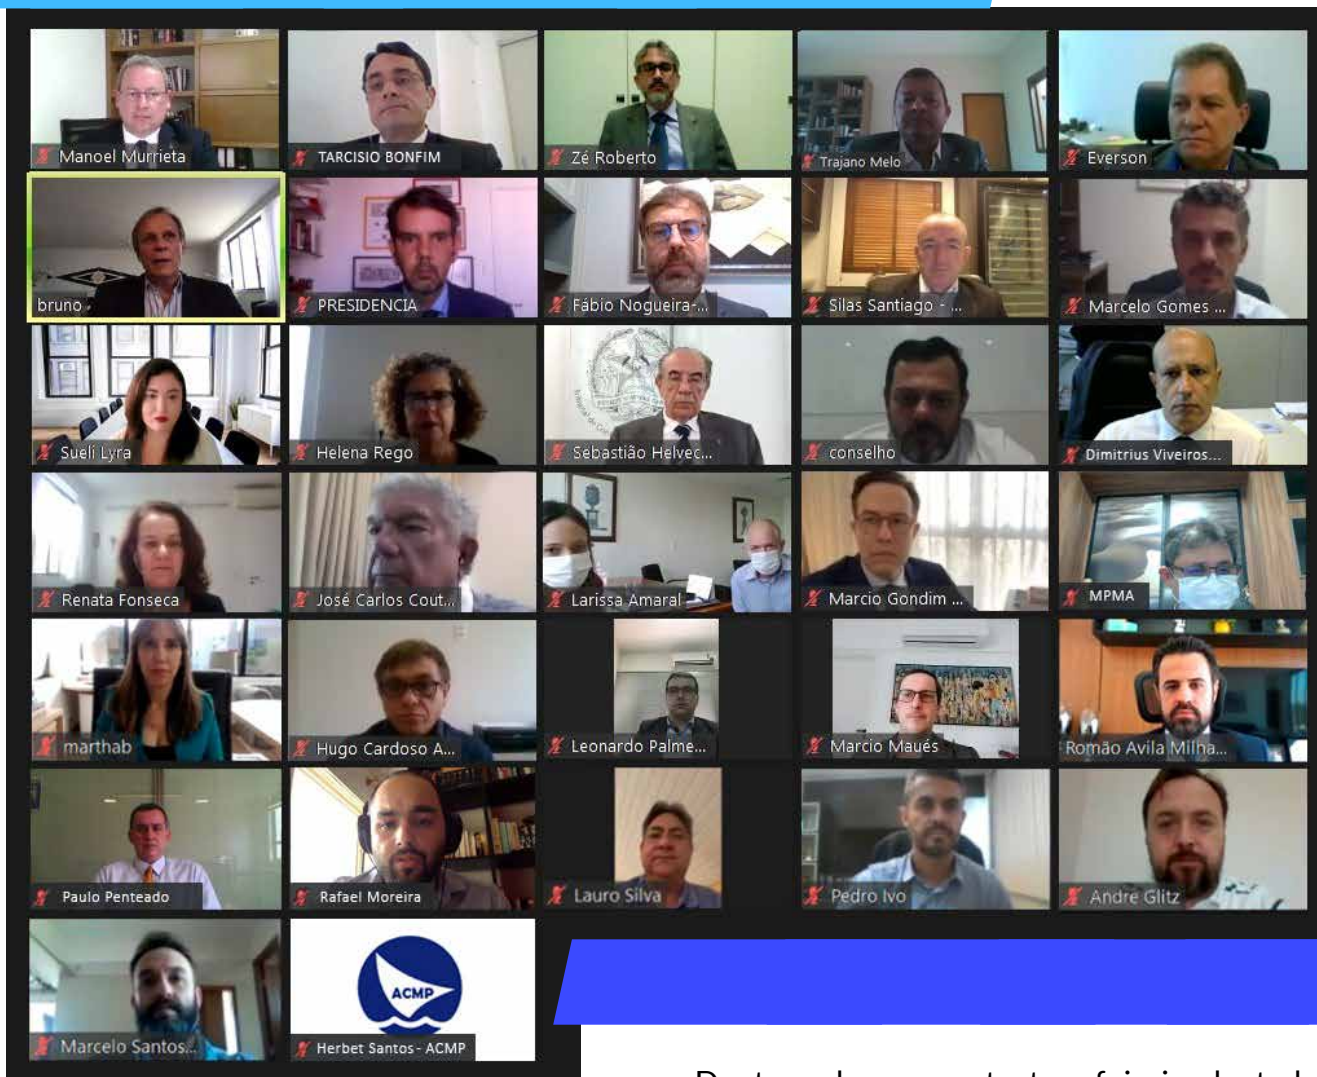 Manoel Murrieta
TARCISIO BONFIM
Zé Roberto
Trajano Melo
Everson
bruno
PRESIDENCIA
Fábio Nogueira-...
Silas Santiago - ...
Marcelo Gomes ...
Sueli Lyra
Helena Rego
Sebastião Helvec...
conselho
Dimitrius Viveiros...
Renata Fonseca
José Carlos Cout...
Larissa Amaral
Marcio Gondim ...
MPMA
marthab
Hugo Cardoso A...
Leonardo Palme...
Marcio Maués
Romão Avila Milha...
Paulo Penteado
Rafael Moreira
Lauro Silva
Pedro Ivo
Andre Glitz
Marcelo Santos...
ACMP
Herbet Santos - ACMP